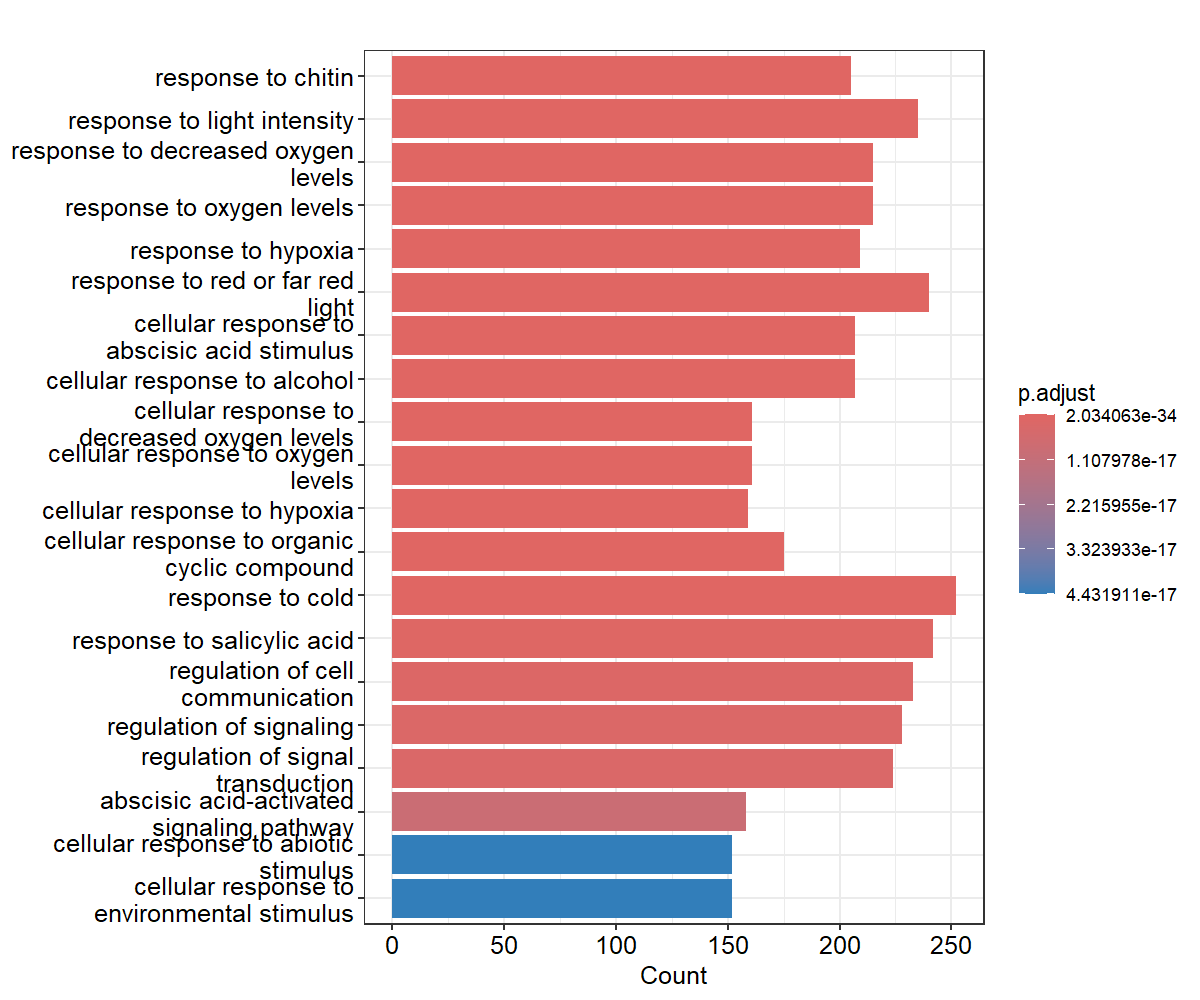 response to chitin
response to light intensity
response to decreased oxygen
levels
response to oxygen levels
response to hypoxia
response to red or far red
light
cellular response to
abscisic acid stimulus
cellular response to alcohol
cellular response to
decreased oxygen levels
cellular response to oxygen
levels
cellular response to hypoxia
cellular response to organic
cyclic compound
response to cold
response to salicylic acid
regulation of cell
communication
regulation of signaling
regulation of signal
transduction
abscisic acid-activated
signaling pathway
cellular response to abiotic
stimulus
cellular response to
environmental stimulus
0 50 100 150 200 250
Count
p.adjust
2.034063e-34
1.107978e-17
2.215955e-17
3.323933e-17
4.431911e-17